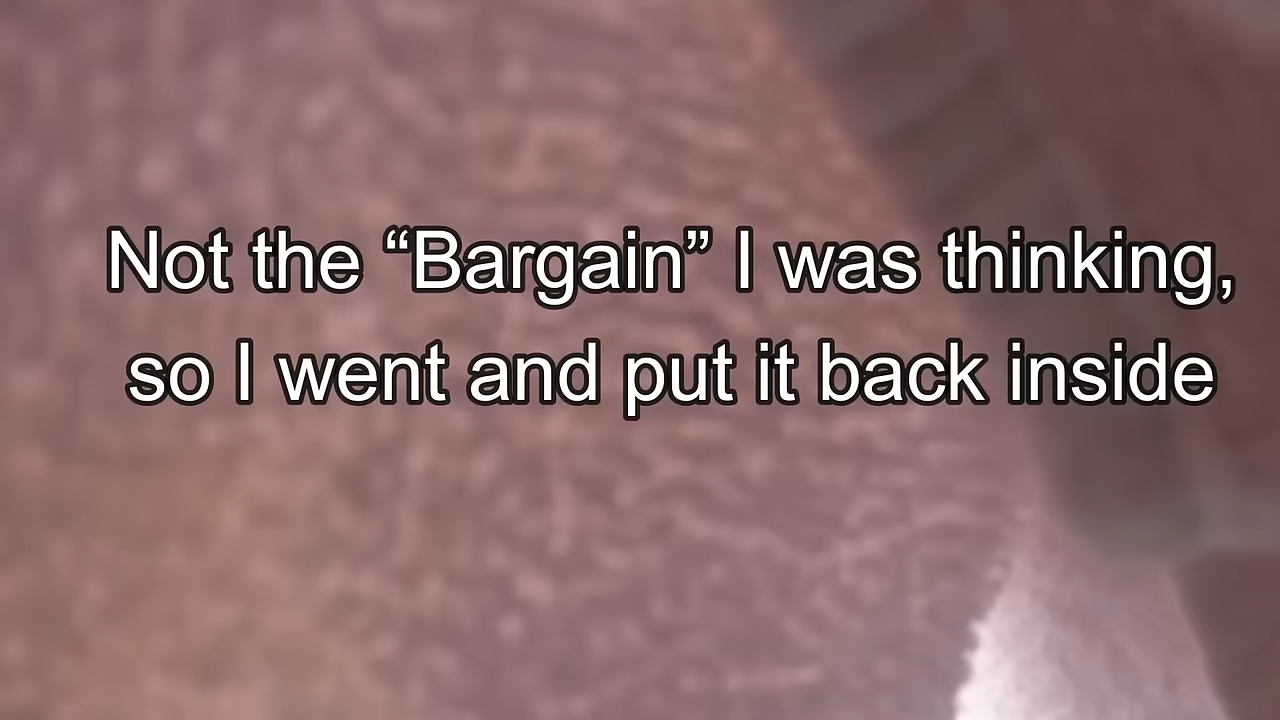 Not the “Bargain” I was thinking,
so I went and put it back inside